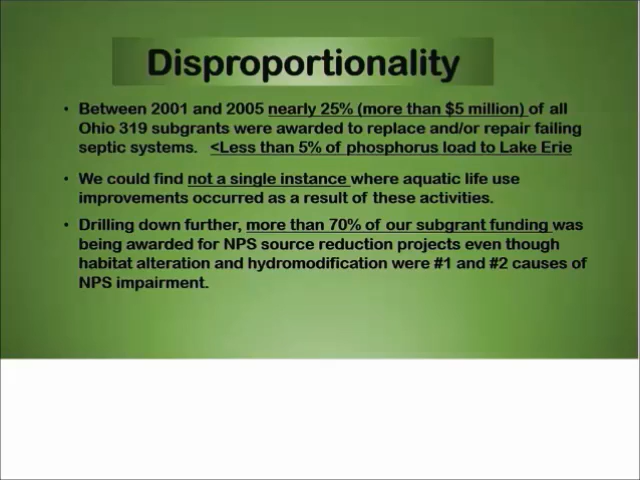 Disproportionality
• Between 2001 and 2005 nearly 25% (more than $5 million) of all
Ohio 319 subgrants were awarded to replace and/or repair failing
septic systems. <Less than 5% of phosphorus load to Lake Erie
• We could find not a single instance where aquatic life use
improvements occurred as a result of these activities.
• Drilling down further, more than 70% of our subgrant funding was
being awarded for NPS source reduction projects even though
habitat alteration and hydromodification were #1 and #2 causes of
NPS impairment.